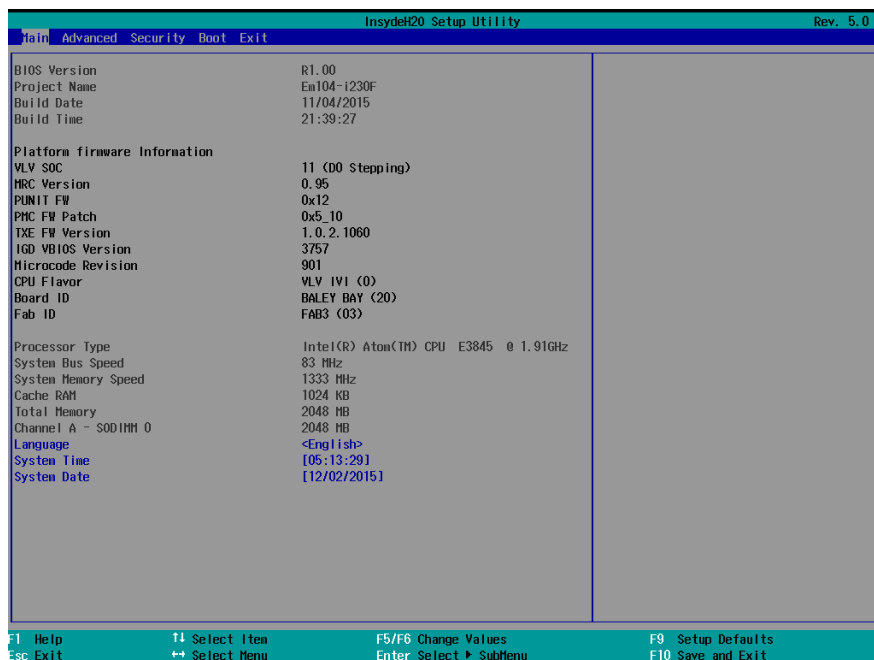 InsydeH20 Setup Utility Rev. 5.0
Main Advanced Security Boot Exit
BIOS Version R1.00
Project Name Em104-i230F
Build Date 11/04/2015
Build Time 21:39:27
Platform firmware Information
VLV SOC 11 (D0 Stepping)
MRC Version 0.95
PUNIT FW 0x12
PMC FW Patch 0x5_10
TXE FW Version 1.0.2.1060
IGD VBIOS Version 3757
Microcode Revision 901
CPU Flavor VLV IVI (0)
Board ID BALEY BAY (20)
Fab ID FAB3 (03)
Processor Type Intel(R) Atom(TM) CPU E3845 @ 1.91GHz
System Bus Speed 83 MHz
System Memory Speed 1333 MHz
Cache RAM 1024 KB
Total Memory 2048 MB
Channel A - SODIMM 0 2048 MB
Language <English>
System Time [05:13:29]
System Date [12/02/2015]
F1 Help ↑↓ Select Item F5/F6 Change Values F9 Setup Defaults
Esc Exit ↔ Select Menu Enter Select ▶ SubMenu F10 Save and Exit